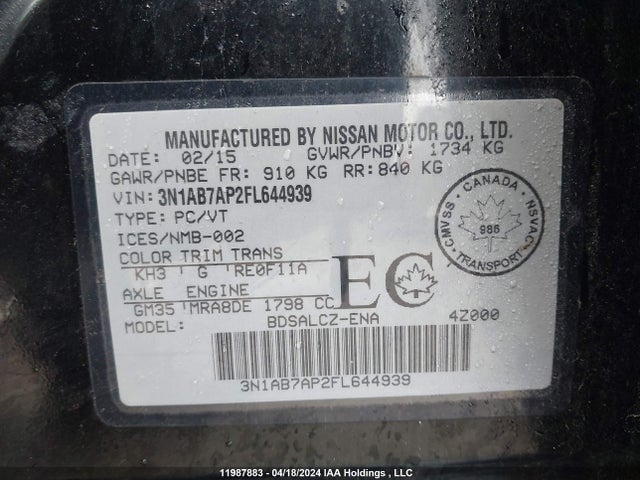 MANUFACTURED BY NISSAN MOTOR CO., LTD.
DATE: 02/15 GVWR/PNBV: 1734 KG
GAWR/PNBE FR: 910 KG RR: 840 KG
VIN: 3N1AB7AP2FL644939
TYPE: PC/VT
ICES/NMB-002
COLOR TRIM TRANS
KH3 G RE0F11A
AXLE ENGINE
GM35 MRA8DE 1798 CC
MODEL: BDSALCZ-ENA 4Z000
EC
CANADA
CMVSS 986 NSVAC
TRANSPORT
3N1AB7AP2FL644939
11987883 - 04/18/2024 IAA Holdings , LLC